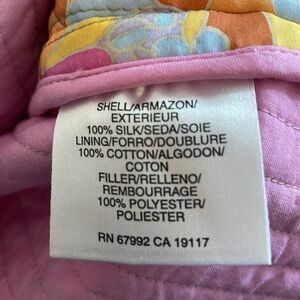 SHELL/ARMAZON/
EXTERIEUR
100% SILK/SEDA/SOIE
LINING/FORRO/DOUBLURE
100% COTTON/ALGODON/
COTON
FILLER/RELLENO/
REMBOURRAGE
100% POLYESTER/
POLIESTER
RN 67992 CA 19117